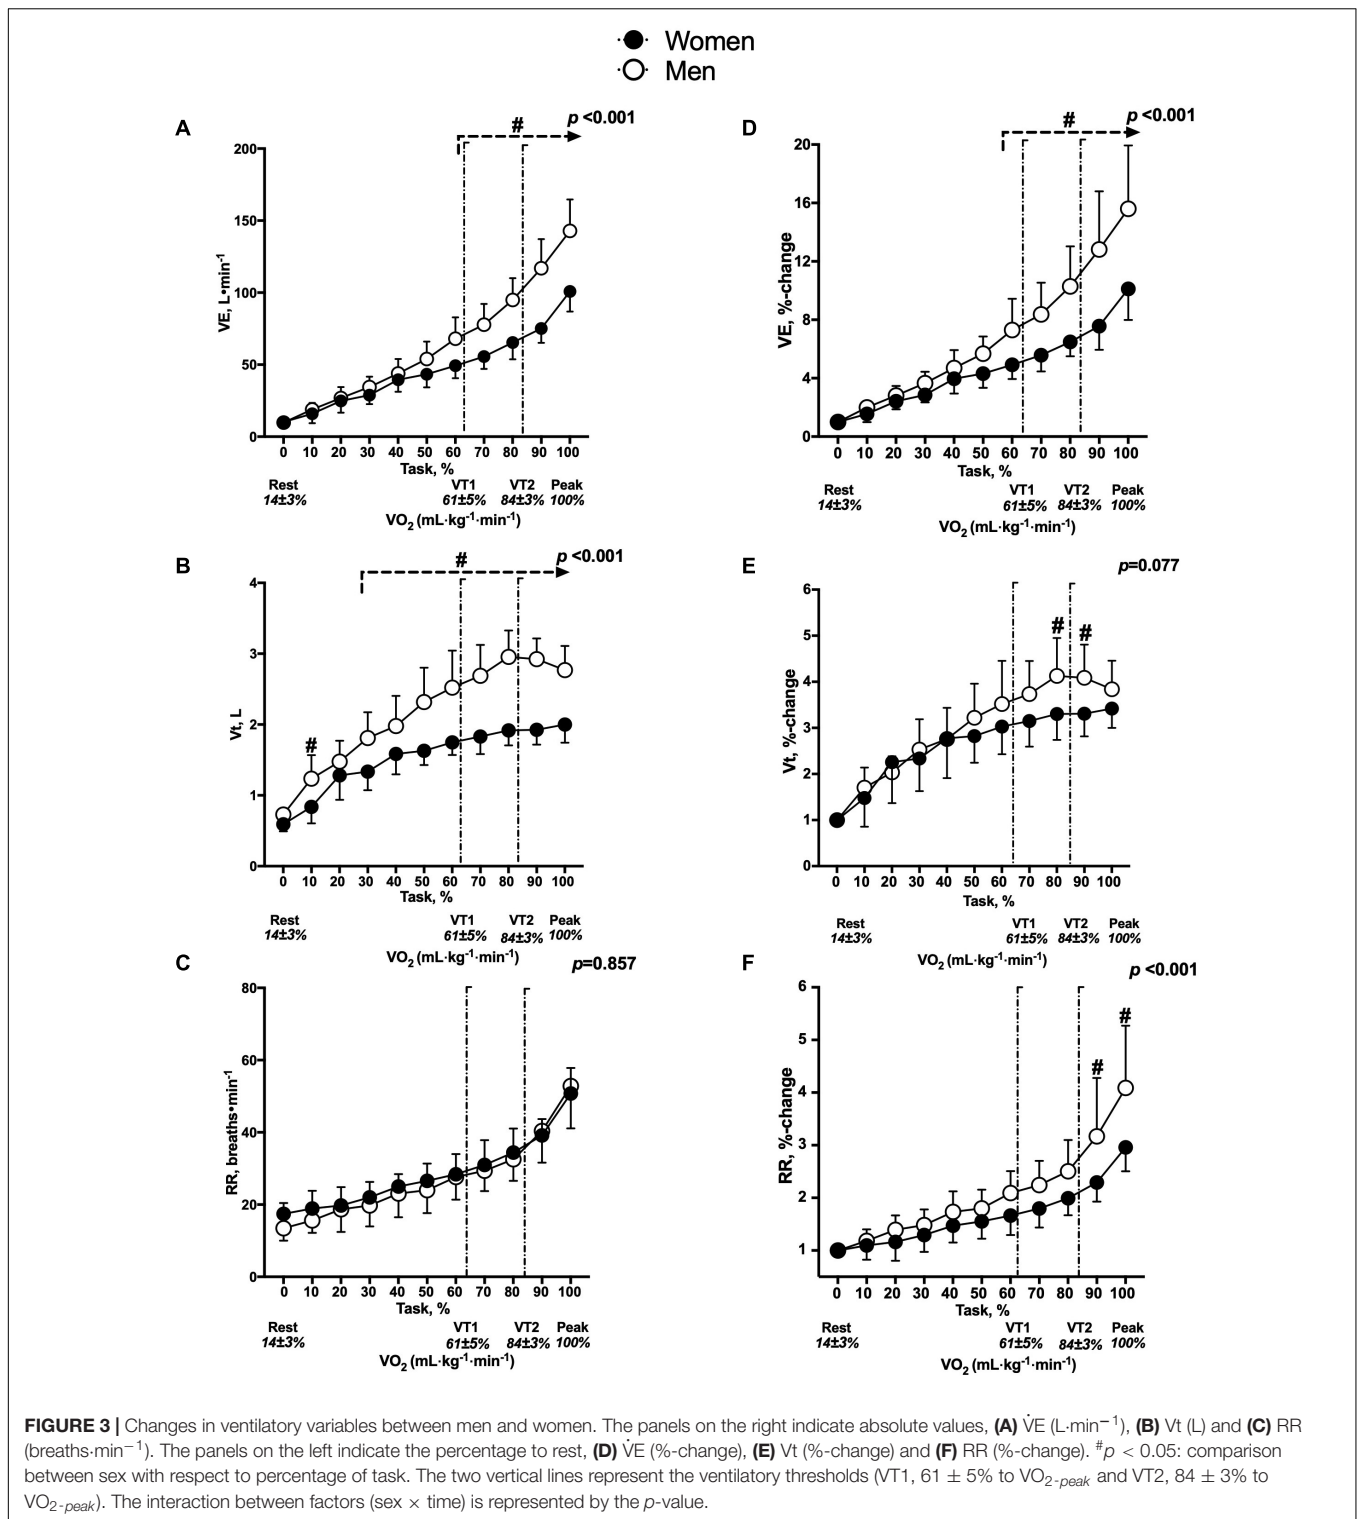 Women
Men
A
# p <0.001
VE, L•min-1
200
150
100
50
0
0 10 20 30 40 50 60 70 80 90 100
Task, %
Rest VT1 VT2 Peak
14±3% 61±5% 84±3% 100%
VO2 (mL·kg-1·min-1)
D
# p <0.001
VE, %-change
20
16
12
8
4
0
0 10 20 30 40 50 60 70 80 90 100
Task, %
Rest VT1 VT2 Peak
14±3% 61±5% 84±3% 100%
VO2 (mL·kg-1·min-1)
B
# p <0.001
Vt, L
4
3
2
1
0
#
0 10 20 30 40 50 60 70 80 90 100
Task, %
Rest VT1 VT2 Peak
14±3% 61±5% 84±3% 100%
VO2 (mL·kg-1·min-1)
E
p=0.077
Vt, %-change
6
5
4
3
2
1
0
# #
0 10 20 30 40 50 60 70 80 90 100
Task, %
Rest VT1 VT2 Peak
14±3% 61±5% 84±3% 100%
VO2 (mL·kg-1·min-1)
C
p=0.857
RR, breaths•min-1
80
60
40
20
0
0 10 20 30 40 50 60 70 80 90 100
Task, %
Rest VT1 VT2 Peak
14±3% 61±5% 84±3% 100%
VO2 (mL·kg-1·min-1)
F
p <0.001
RR, %-change
6
5
4
3
2
1
# #
0 10 20 30 40 50 60 70 80 90 100
Task, %
Rest VT1 VT2 Peak
14±3% 61±5% 84±3% 100%
VO2 (mL·kg-1·min-1)
FIGURE 3 | Changes in ventilatory variables between men and women. The panels on the right indicate absolute values, (A) V̇E (L·min−1), (B) Vt (L) and (C) RR
(breaths·min−1). The panels on the left indicate the percentage to rest, (D) V̇E (%-change), (E) Vt (%-change) and (F) RR (%-change). #p < 0.05: comparison
between sex with respect to percentage of task. The two vertical lines represent the ventilatory thresholds (VT1, 61 ± 5% to VO2-peak and VT2, 84 ± 3% to
VO2-peak). The interaction between factors (sex × time) is represented by the p-value.